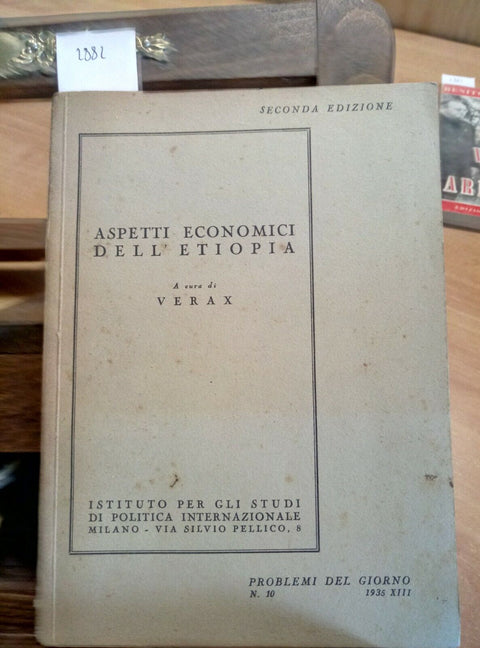 2882
SECONDA EDIZIONE
ASPETTI ECONOMICI
DELL'ETIOPIA
A cura di
VERAX
ISTITUTO PER GLI STUDI
DI POLITICA INTERNAZIONALE
MILANO - VIA SILVIO PELLICO, 8
PROBLEMI DEL GIORNO
N. 10 1935 XIII